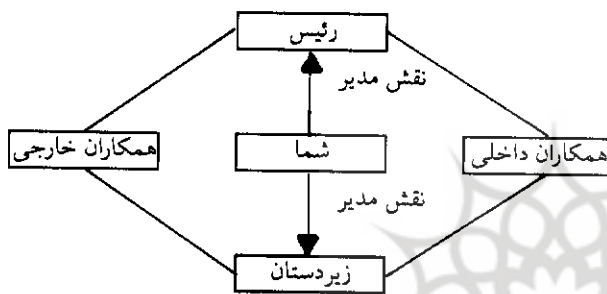 رئیس
نقش مدیر
همکاران داخلی
شما
همکاران خارجی
نقش مدیر
زیردستان